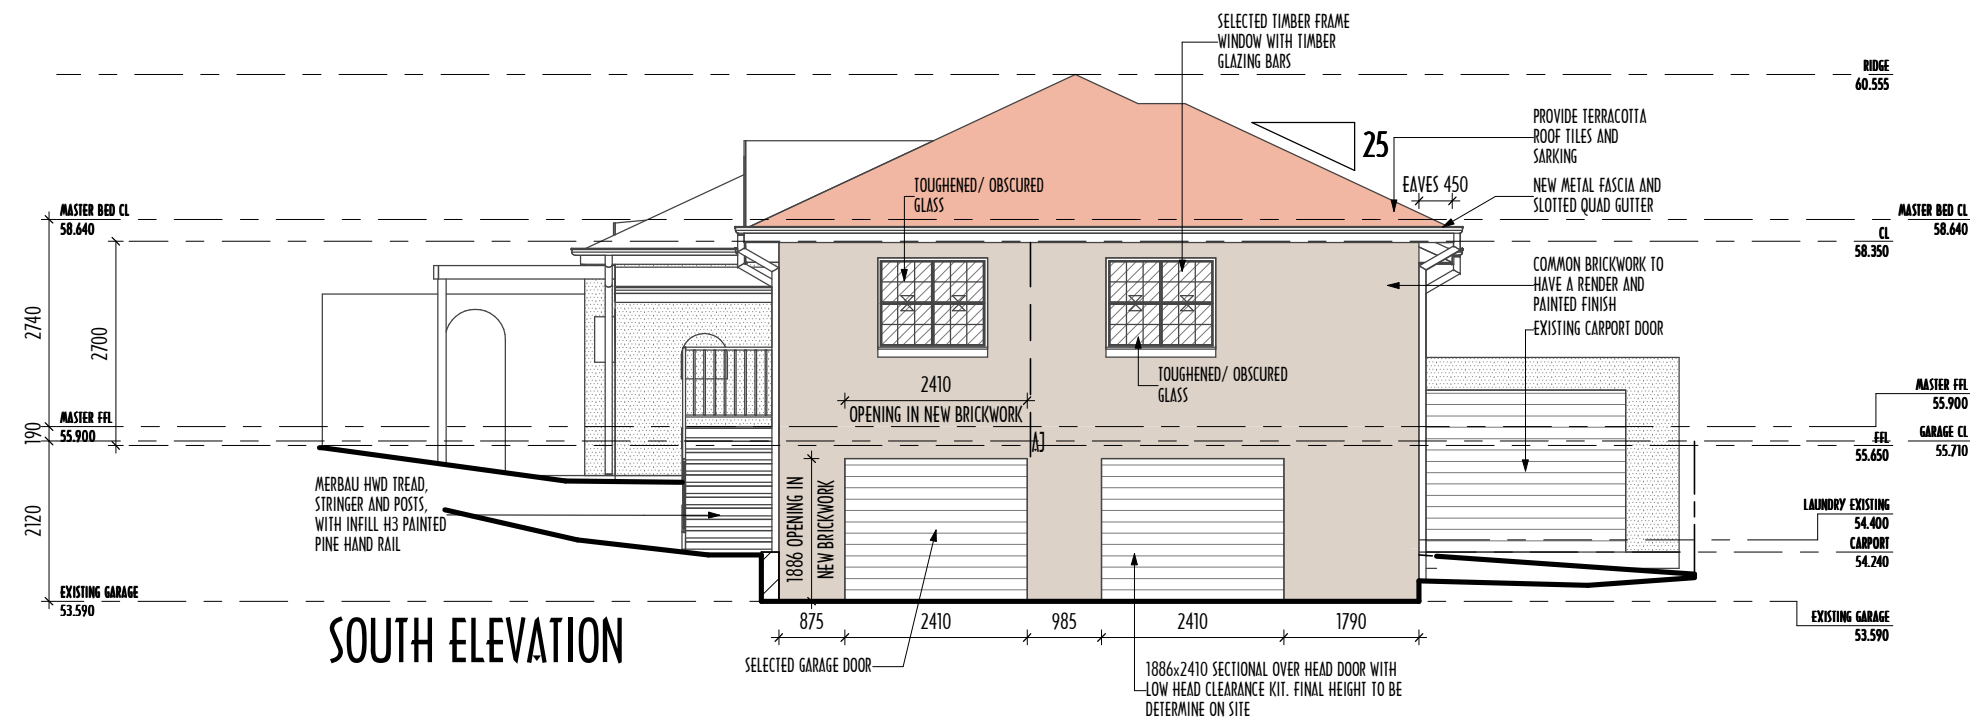 SELECTED TIMBER FRAME
WINDOW WITH TIMBER
GLAZING BARS
RIDGE
60.555
PROVIDE TERRACOTTA
ROOF TILES AND
SARKING
25
TOUGHENED/ OBSCURED
GLASS
EAVES 450
NEW METAL FASCIA AND
SLOTTED QUAD GUTTER
MASTER BED CL
58.640
MASTER BED CL
58.640
CL
58.350
COMMON BRICKWORK TO
HAVE A RENDER AND
PAINTED FINISH
EXISTING CARPORT DOOR
2740
2700
TOUGHENED/ OBSCURED
GLASS
2410
OPENING IN NEW BRICKWORK
MASTER FFL
55.900
MASTER FFL
55.900
190
AJ
FFL
55.650
GARAGE CL
55.710
MERBAU HWD TREAD,
STRINGER AND POSTS,
WITH INFILL H3 PAINTED
PINE HAND RAIL
1886 OPENING IN
NEW BRICKWORK
2120
LAUNDRY EXISTING
54.400
CARPORT
54.240
EXISTING GARAGE
53.590
EXISTING GARAGE
53.590
SOUTH ELEVATION
875
2410
985
2410
1790
SELECTED GARAGE DOOR
1886x2410 SECTIONAL OVER HEAD DOOR WITH
LOW HEAD CLEARANCE KIT. FINAL HEIGHT TO BE
DETERMINE ON SITE